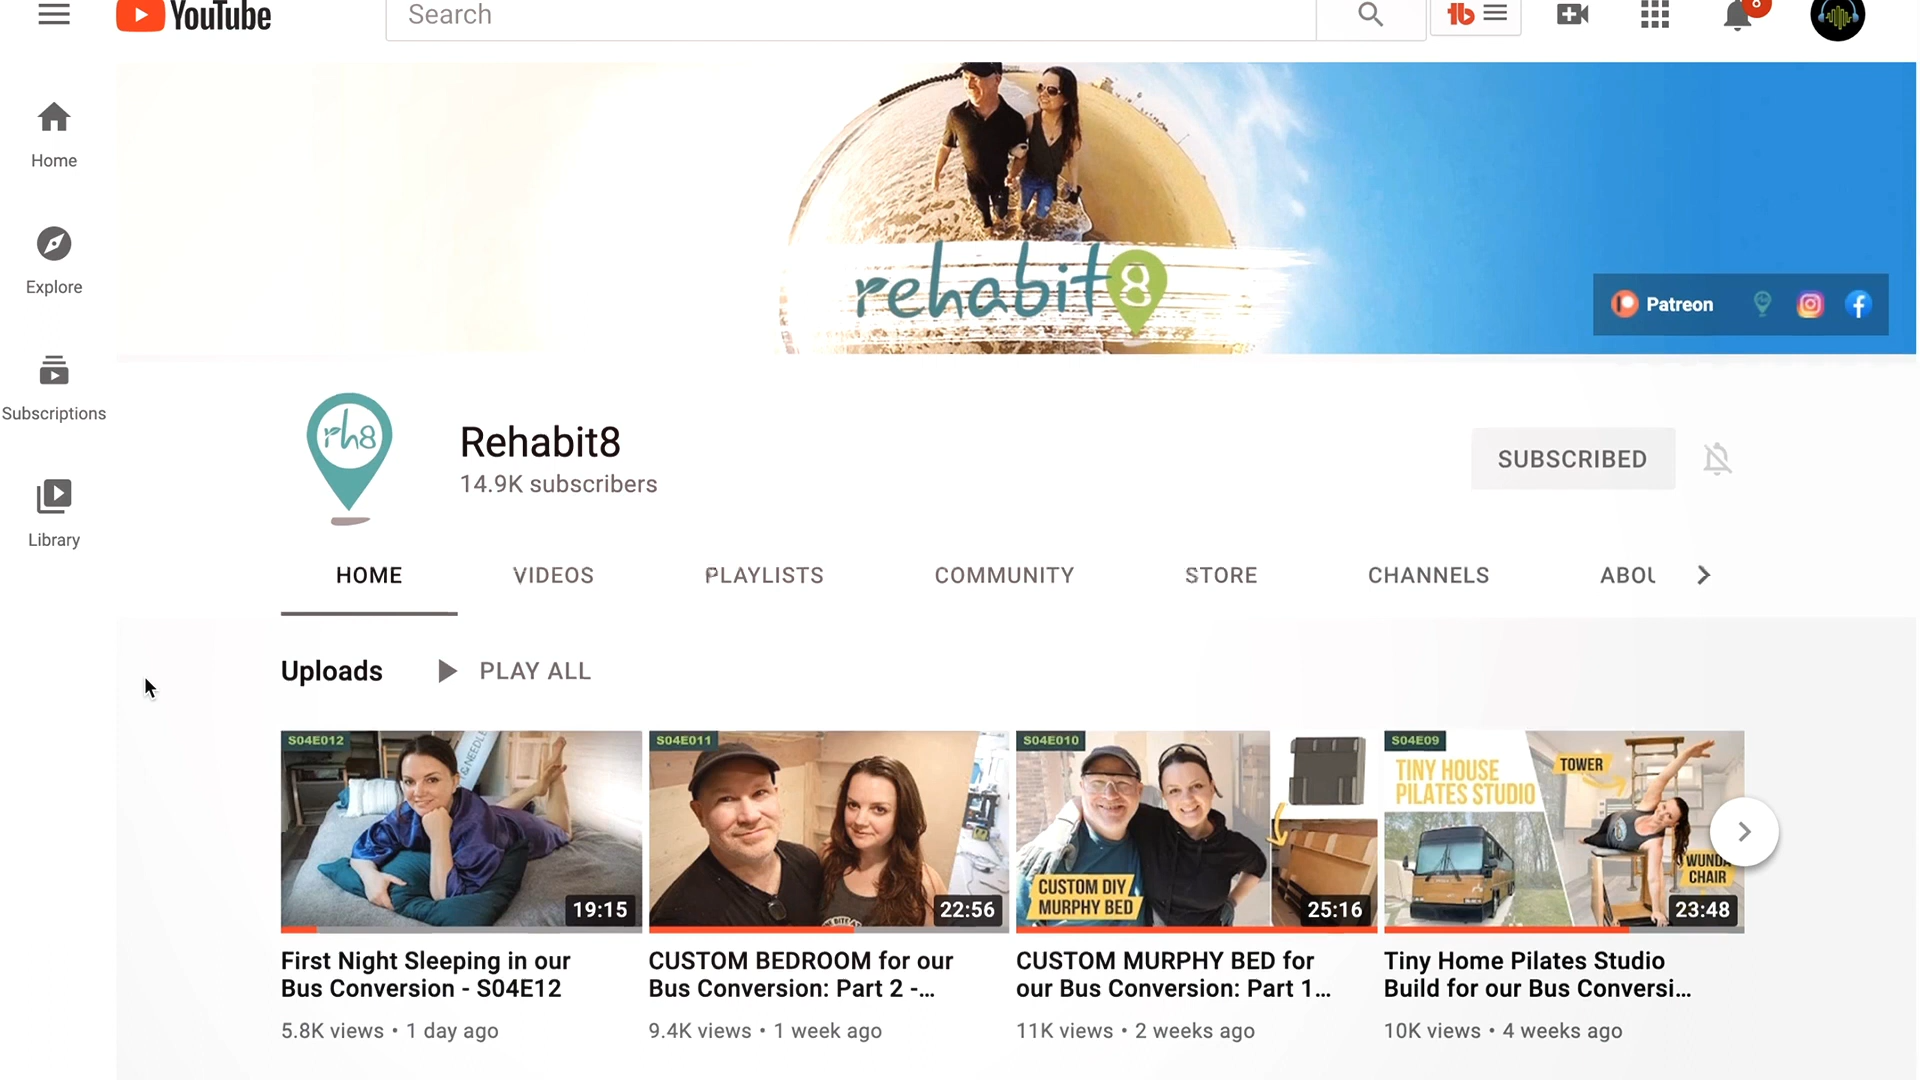 YouTube
Search
8
Home
Explore
Subscriptions
Library
rehabit8
Patreon
rh8
Rehabit8
14.9K subscribers
SUBSCRIBED
HOME
VIDEOS
PLAYLISTS
COMMUNITY
STORE
CHANNELS
ABOU
Uploads
PLAY ALL
S04E012
& NEEDLE
19:15
First Night Sleeping in our
Bus Conversion - S04E12
5.8K views • 1 day ago
S04E011
22:56
CUSTOM BEDROOM for our
Bus Conversion: Part 2 -...
9.4K views • 1 week ago
S04E010
CUSTOM DIY
MURPHY BED
25:16
CUSTOM MURPHY BED for
our Bus Conversion: Part 1...
11K views • 2 weeks ago
S04E09
TINY HOUSE
PILATES STUDIO
TOWER
WUNDA
CHAIR
23:48
Tiny Home Pilates Studio
Build for our Bus Conversi...
10K views • 4 weeks ago